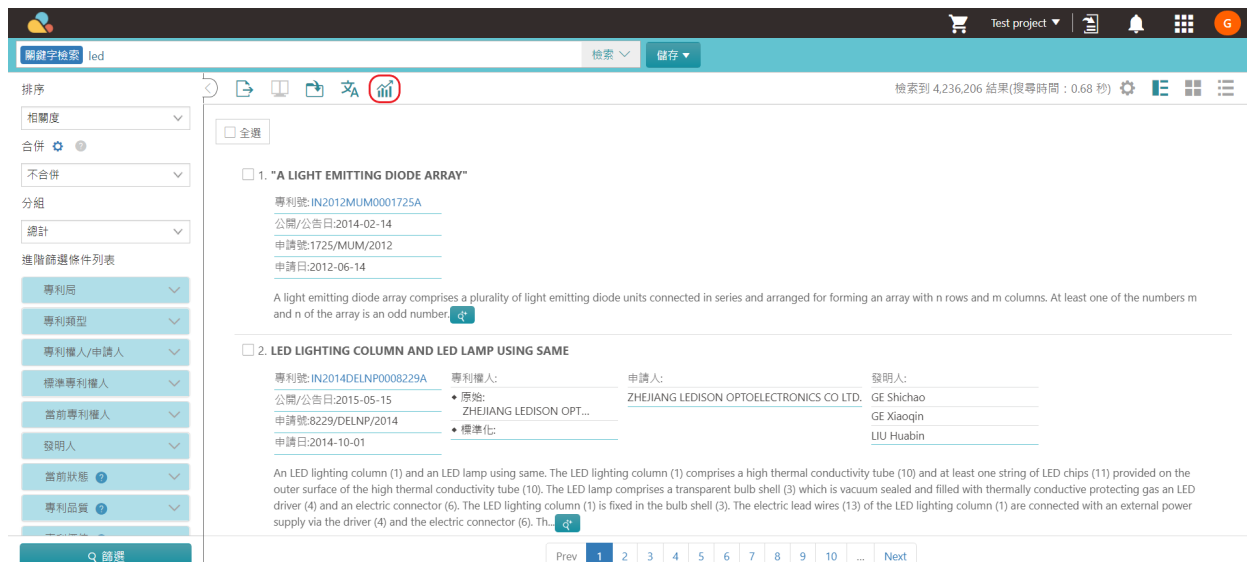 Test project ▼
G
關鍵字檢索 led
檢索
儲存 ▼
排序
檢索到 4,236,206 結果(搜尋時間：0.68 秒)
相關度
合併
不合併
分組
總計
進階篩選條件列表
專利局
專利類型
專利權人/申請人
標準專利權人
當前專利權人
發明人
當前狀態
專利品質
篩選
全選
1. "A LIGHT EMITTING DIODE ARRAY"
專利號:IN2012MUM0001725A
公開/公告日:2014-02-14
申請號:1725/MUM/2012
申請日:2012-06-14
A light emitting diode array comprises a plurality of light emitting diode units connected in series and arranged for forming an array with n rows and m columns. At least one of the numbers m
and n of the array is an odd number.
2. LED LIGHTING COLUMN AND LED LAMP USING SAME
專利號:IN2014DELNP0008229A
公開/公告日:2015-05-15
申請號:8229/DELNP/2014
申請日:2014-10-01
專利權人:
◆ 原始:
ZHEJIANG LEDISON OPT...
◆ 標準化:
申請人:
ZHEJIANG LEDISON OPTOELECTRONICS CO LTD.
發明人:
GE Shichao
GE Xiaoqin
LIU Huabin
An LED lighting column (1) and an LED lamp using same. The LED lighting column (1) comprises a high thermal conductivity tube (10) and at least one string of LED chips (11) provided on the
outer surface of the high thermal conductivity tube (10). The LED lamp comprises a transparent bulb shell (3) which is vacuum sealed and filled with thermally conductive protecting gas an LED
driver (4) and an electric connector (6). The LED lighting column (1) is fixed in the bulb shell (3). The electric lead wires (13) of the LED lighting column (1) are connected with an external power
supply via the driver (4) and the electric connector (6). Th...
Prev 1 2 3 4 5 6 7 8 9 10 ... Next